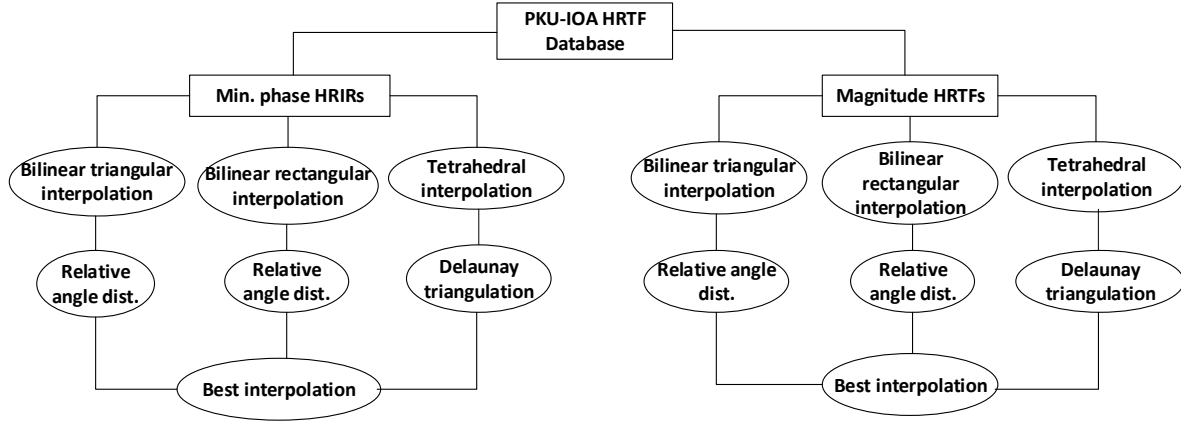 PKU-IOA HRTF
Database
Min. phase HRIRs
Magnitude HRTFs
Bilinear triangular
interpolation
Bilinear rectangular
interpolation
Tetrahedral
interpolation
Bilinear triangular
interpolation
Bilinear
rectangular
interpolation
Tetrahedral
interpolation
Relative
angle dist.
Relative
angle dist.
Delaunay
triangulation
Relative angle
dist.
Relative
angle dist.
Delaunay
triangulation
Best interpolation
Best interpolation